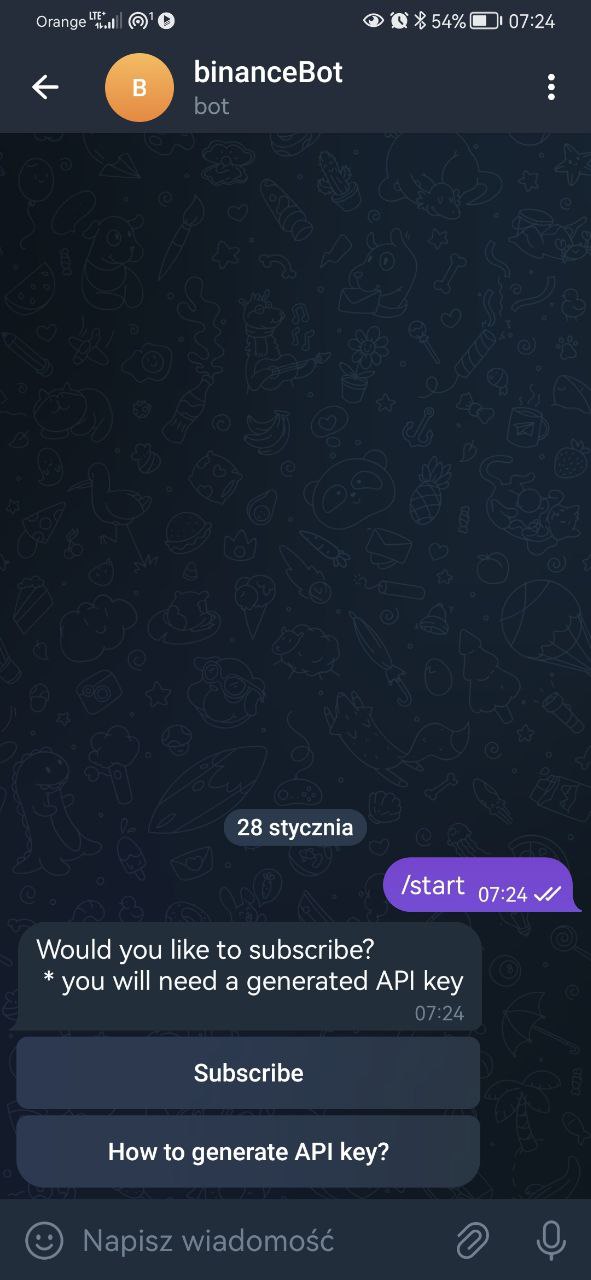 Orange LTE+ 1 54% 07:24
B
binanceBot
bot
28 stycznia
/start 07:24
Would you like to subscribe?
* you will need a generated API key
07:24
Subscribe
How to generate API key?
Napisz wiadomość